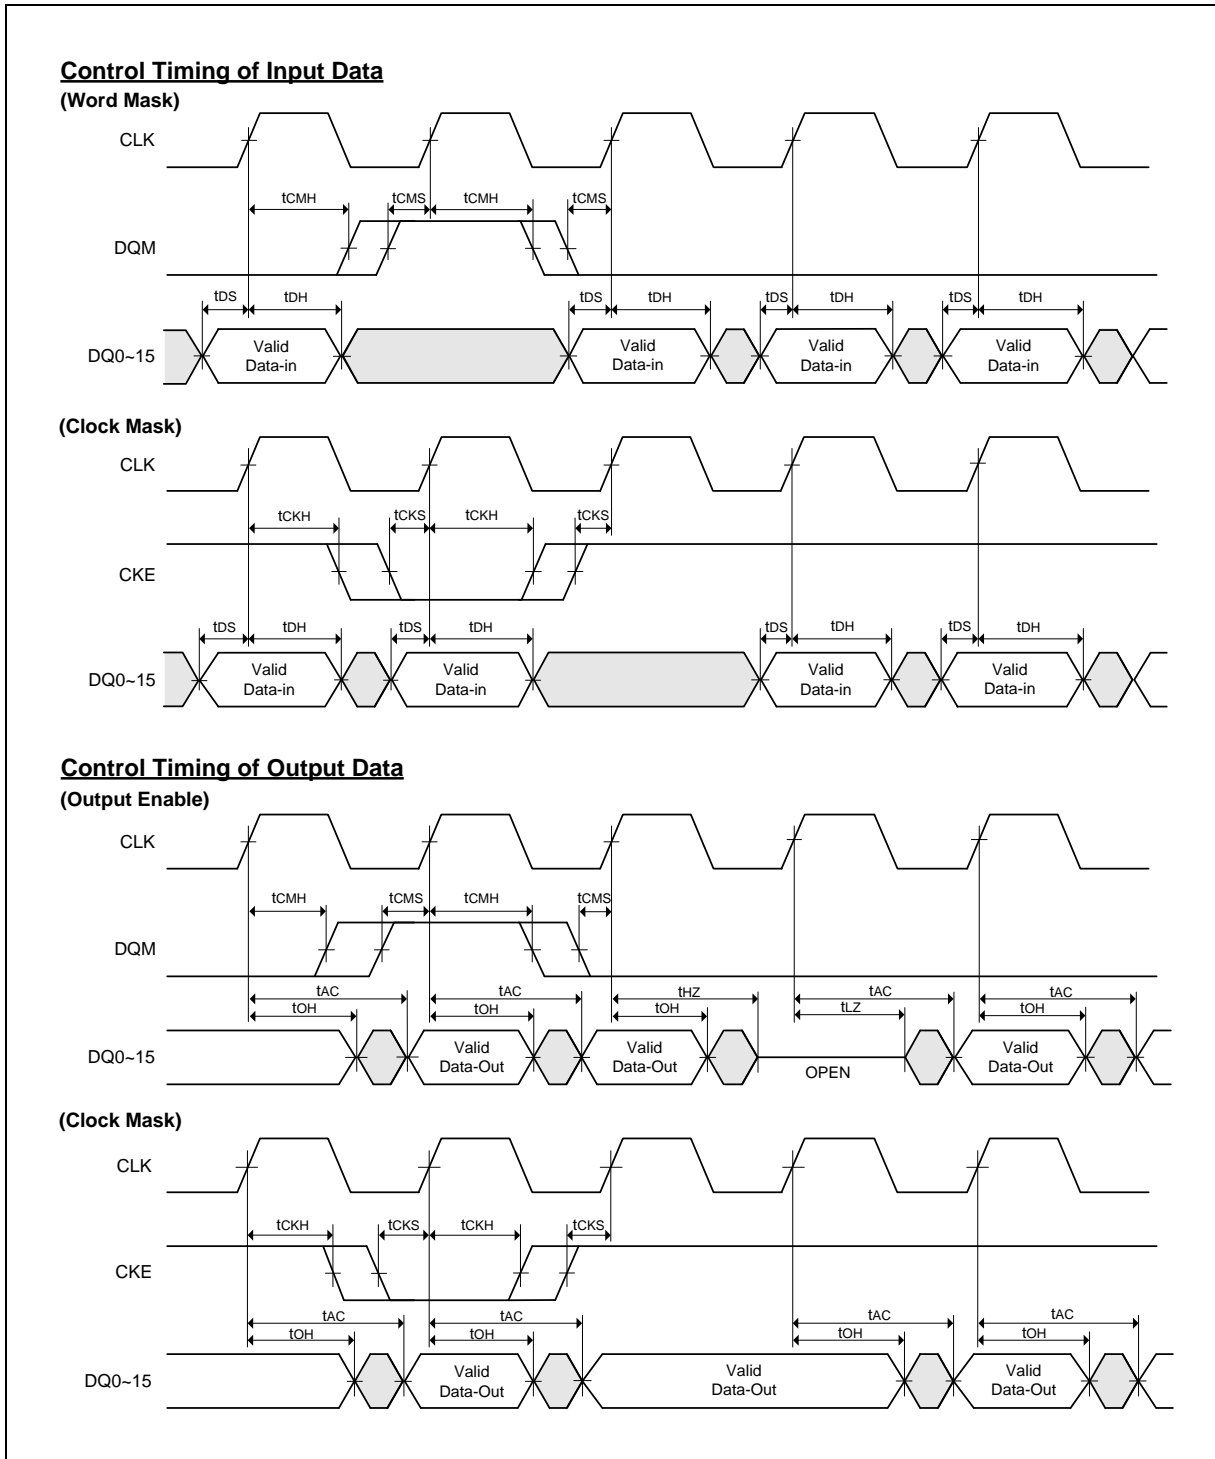 Control Timing of Input Data
(Word Mask)
CLK
tCMH tCMS tCMH tCMS
DQM
tDS tDH tDS tDH tDS tDH tDS tDH
DQ0~15
Valid Data-in
Valid Data-in
Valid Data-in
Valid Data-in
(Clock Mask)
CLK
tCKH tCKS tCKH tCKS
CKE
tDS tDH tDS tDH tDS tDH tDS tDH
DQ0~15
Valid Data-in
Valid Data-in
Valid Data-in
Valid Data-in
Control Timing of Output Data
(Output Enable)
CLK
tCMH tCMS tCMH tCMS
DQM
tAC tAC tHZ tAC tAC
tOH tOH tOH tLZ tOH
DQ0~15
Valid Data-Out
Valid Data-Out
OPEN
Valid Data-Out
(Clock Mask)
CLK
tCKH tCKS tCKH tCKS
CKE
tAC tAC tAC tAC
tOH tOH tOH tOH
DQ0~15
Valid Data-Out
Valid Data-Out
Valid Data-Out